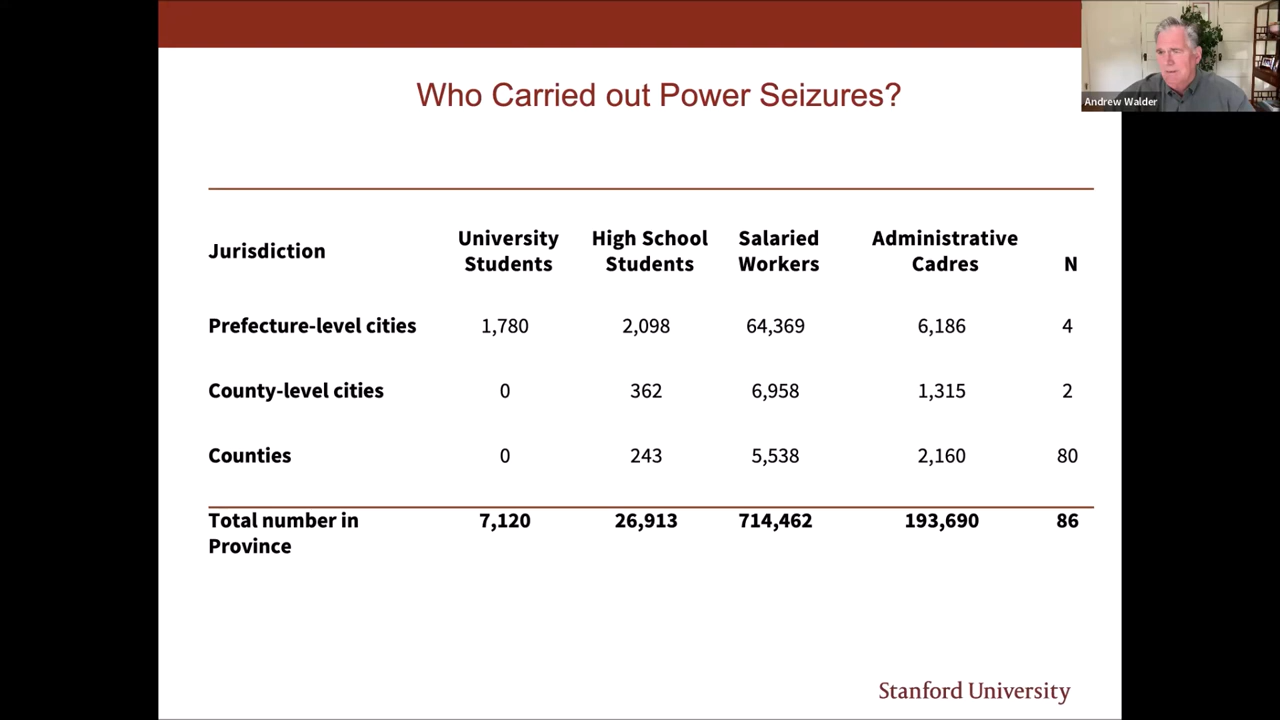 Who Carried out Power Seizures?
Andrew Walder
Jurisdiction University Students High School Students Salaried Workers Administrative Cadres N
Prefecture-level cities 1,780 2,098 64,369 6,186 4
County-level cities 0 362 6,958 1,315 2
Counties 0 243 5,538 2,160 80
Total number in Province 7,120 26,913 714,462 193,690 86
Stanford University